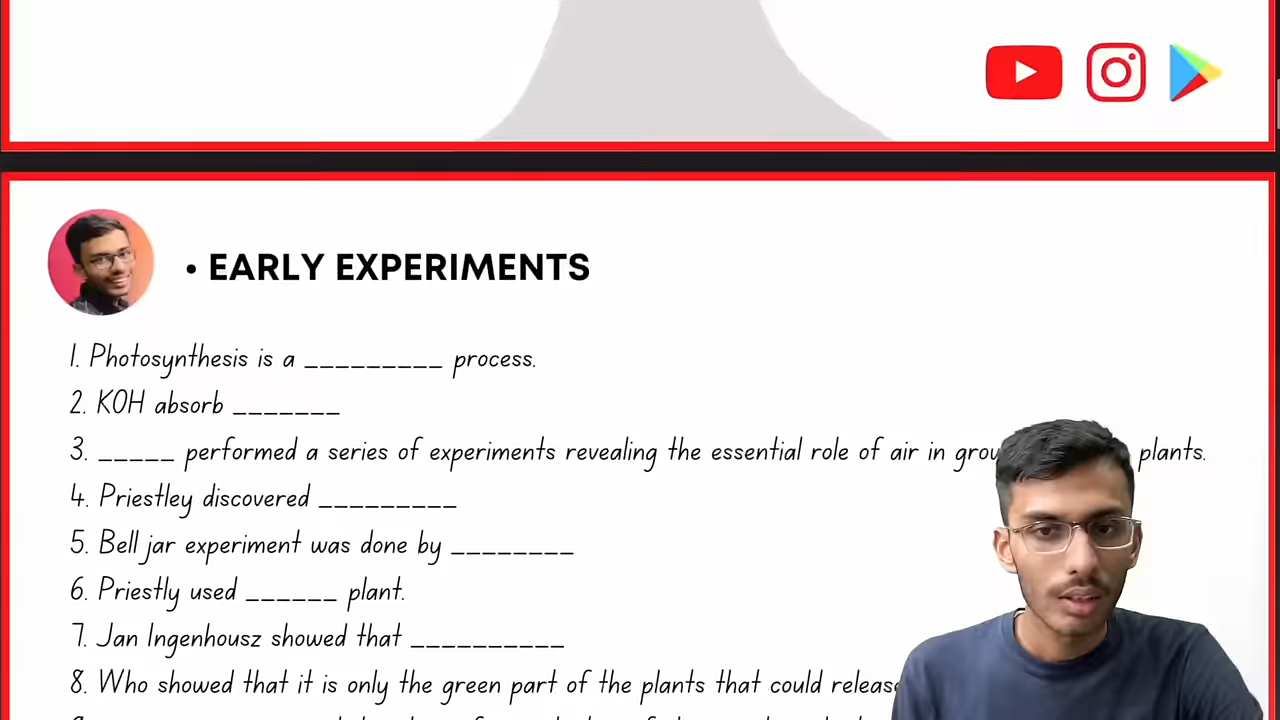 • EARLY EXPERIMENTS
1. Photosynthesis is a _________ process.
2. KOH absorb _______
3. _____ performed a series of experiments revealing the essential role of air in plants.
4. Priestley discovered _________
5. Bell jar experiment was done by ________
6. Priestly used ______ plant.
7. Jan Ingenhousz showed that __________
8. Who showed that it is only the green part of the plants that could